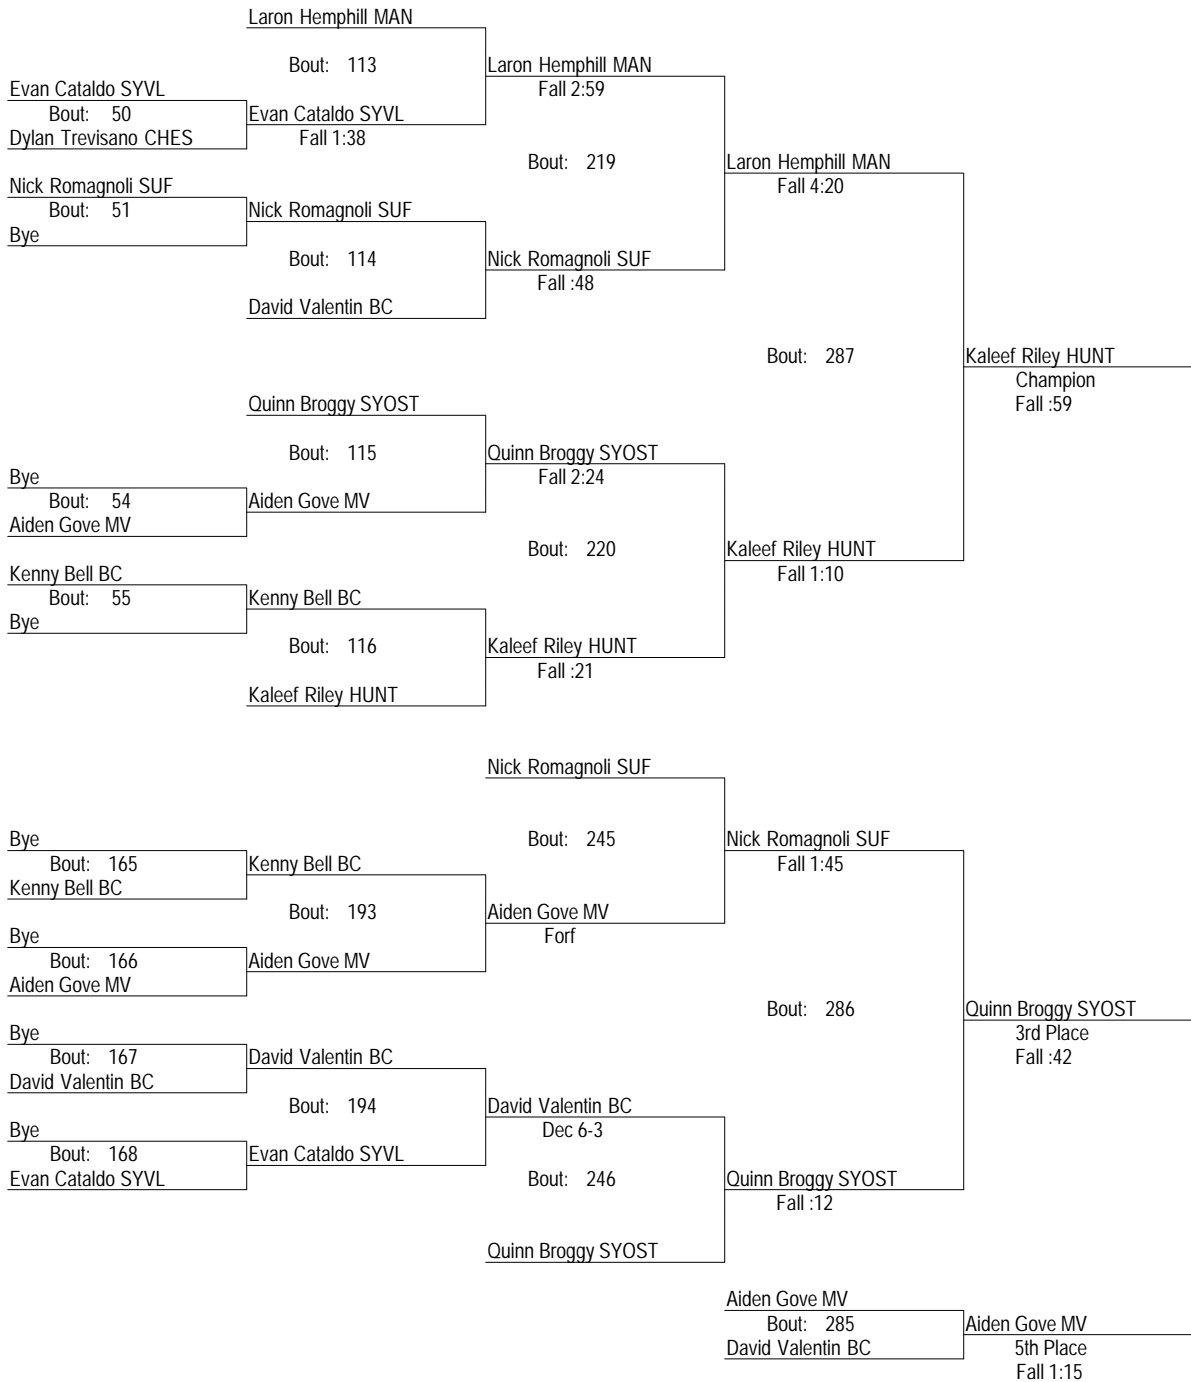 Laron Hemphill MAN
Bout: 113
Laron Hemphill MAN
Fall 2:59
Evan Cataldo SYVL
Bout: 50
Evan Cataldo SYVL
Dylan Trevisano CHES
Fall 1:38
Bout: 219
Laron Hemphill MAN
Fall 4:20
Nick Romagnoli SUF
Bout: 51
Nick Romagnoli SUF
Bye
Bout: 114
Nick Romagnoli SUF
Fall :48
David Valentin BC
Bout: 287
Kaleef Riley HUNT
Champion
Fall :59
Quinn Broggy SYOST
Bout: 115
Quinn Broggy SYOST
Fall 2:24
Bye
Bout: 54
Aiden Gove MV
Aiden Gove MV
Bout: 220
Kaleef Riley HUNT
Fall 1:10
Kenny Bell BC
Bout: 55
Kenny Bell BC
Bye
Bout: 116
Kaleef Riley HUNT
Fall :21
Kaleef Riley HUNT
Nick Romagnoli SUF
Bout: 245
Nick Romagnoli SUF
Fall 1:45
Bye
Bout: 165
Kenny Bell BC
Kenny Bell BC
Bout: 193
Aiden Gove MV
Forf
Bye
Bout: 166
Aiden Gove MV
Aiden Gove MV
Bout: 286
Quinn Broggy SYOST
3rd Place
Fall :42
Bye
Bout: 167
David Valentin BC
David Valentin BC
Bout: 194
David Valentin BC
Dec 6-3
Bye
Bout: 168
Evan Cataldo SYVL
Evan Cataldo SYVL
Bout: 246
Quinn Broggy SYOST
Fall :12
Quinn Broggy SYOST
Aiden Gove MV
Bout: 285
Aiden Gove MV
David Valentin BC
5th Place
Fall 1:15